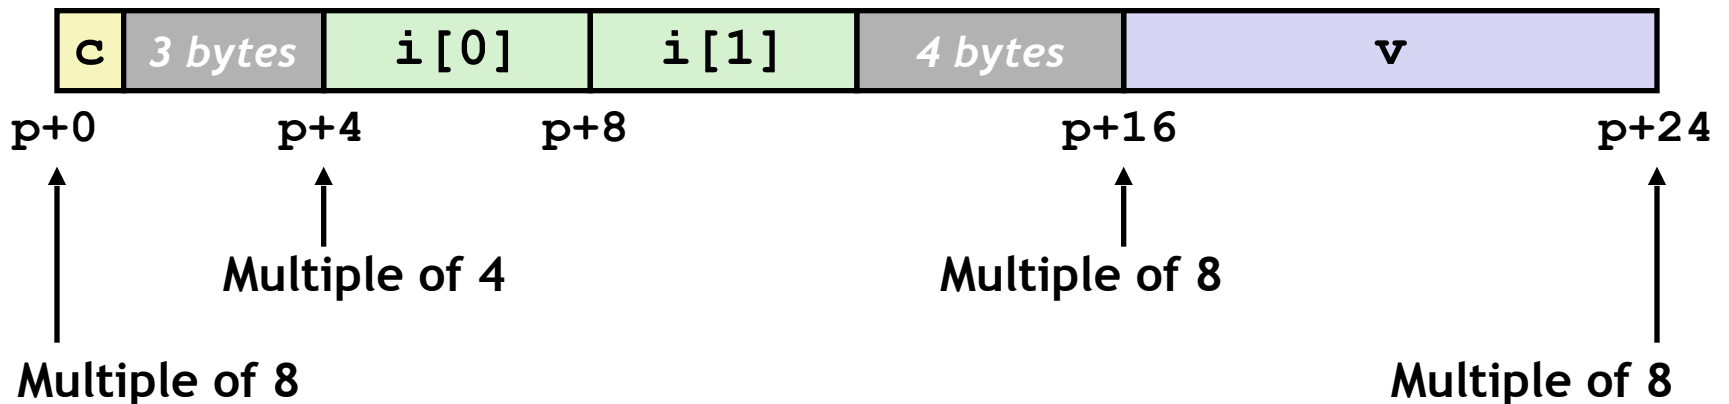 c 3 bytes i[0] i[1] 4 bytes v
p+0 p+4 p+8 p+16 p+24
Multiple of 4 Multiple of 8
Multiple of 8 Multiple of 8